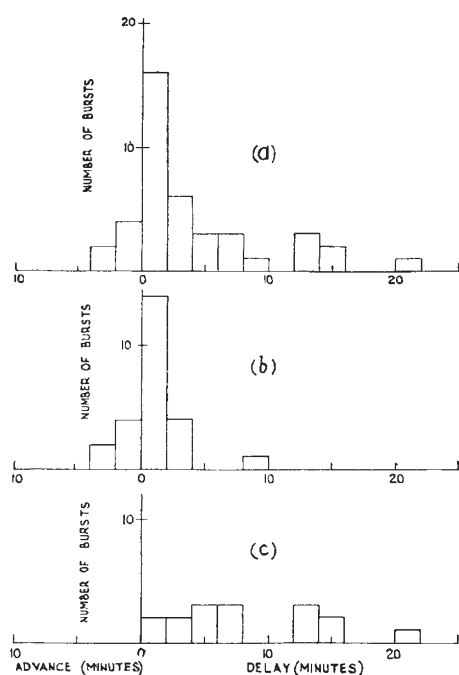 20
NUMBER OF BURSTS
10
(a)
10 0 10 20
NUMBER OF BURSTS
10
(b)
10 0 10 20
NUMBER OF BURSTS
10
(c)
10 0 10 20
ADVANCE (MINUTES) DELAY (MINUTES)